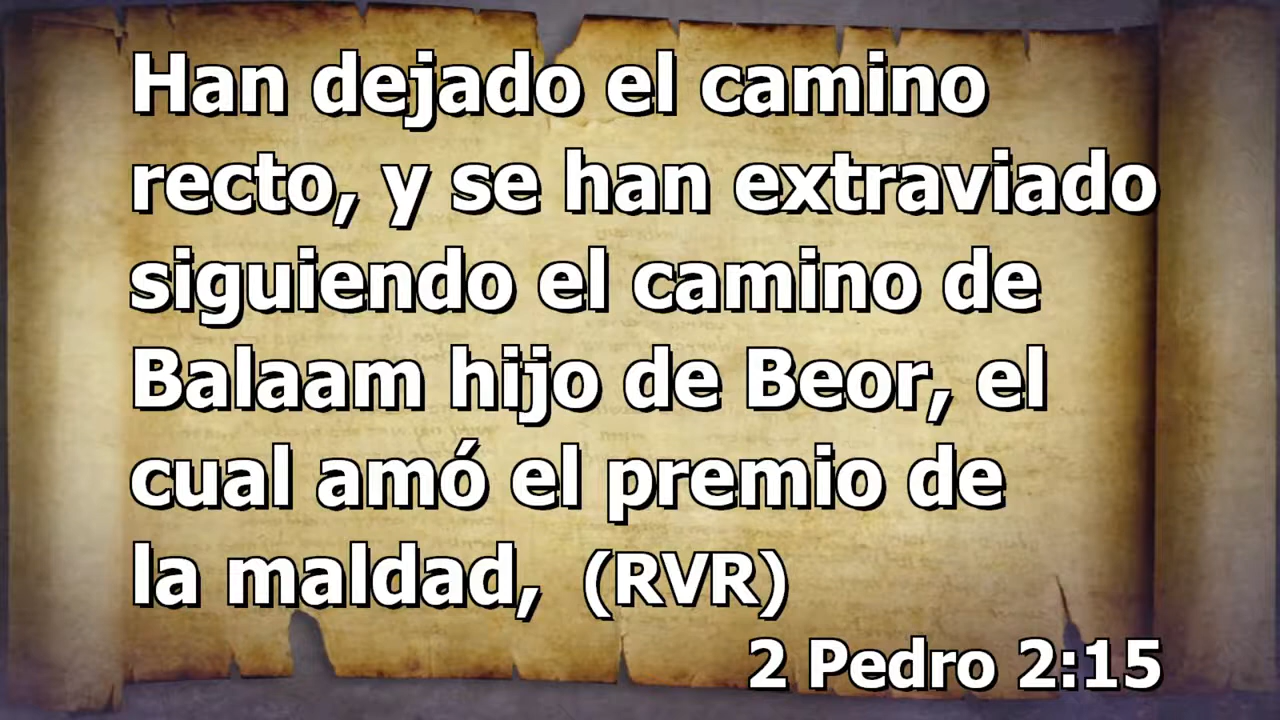 Han dejado el camino
recto, y se han extraviado
siguiendo el camino de
Balaam hijo de Beor, el
cual amó el premio de
la maldad, (RVR)
2 Pedro 2:15